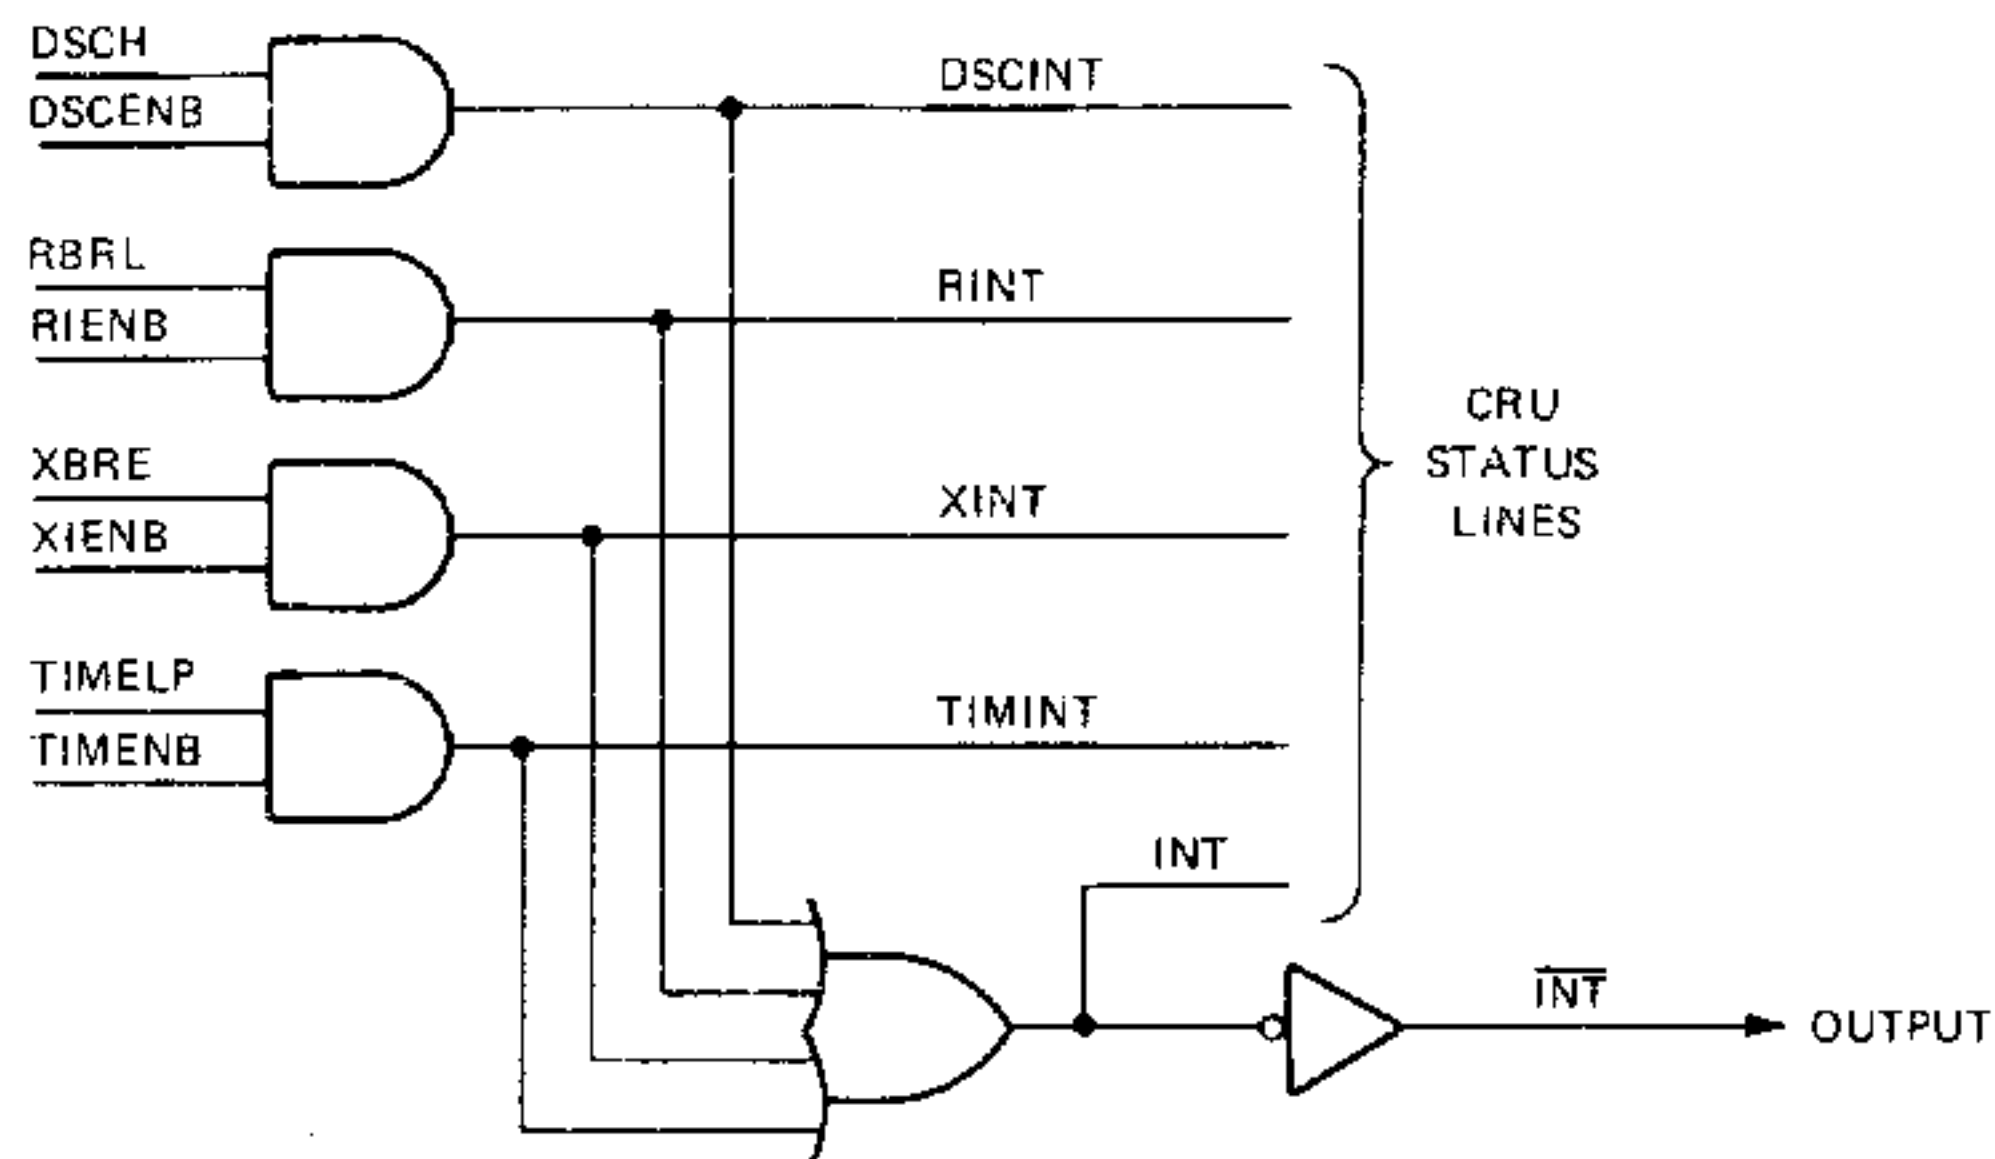 DSCH
DSCENB
DSCINT
RBRL
RIENB
RINT
XBRE
XIENB
XINT
TIMELP
TIMENB
TIMINT
INT
CRU
STATUS
LINES
INT
OUTPUT